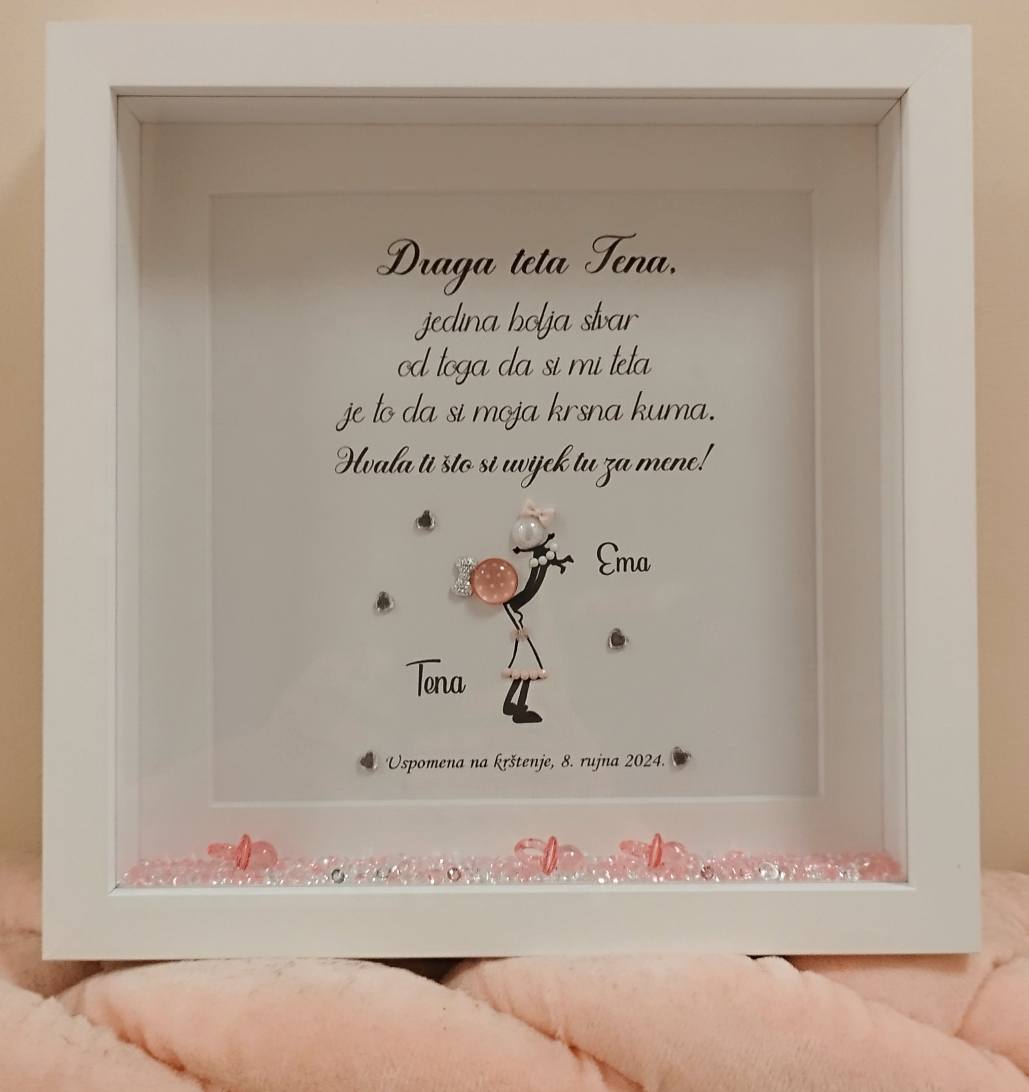 Draga teta Tena,
jedina bolja stvar
od toga da si mi teta
je to da si moja krsna kuma.
Hvala ti što si uvijek tu za mene!
Ema
Tena
Uspomena na krštenje, 8. rujna 2024.